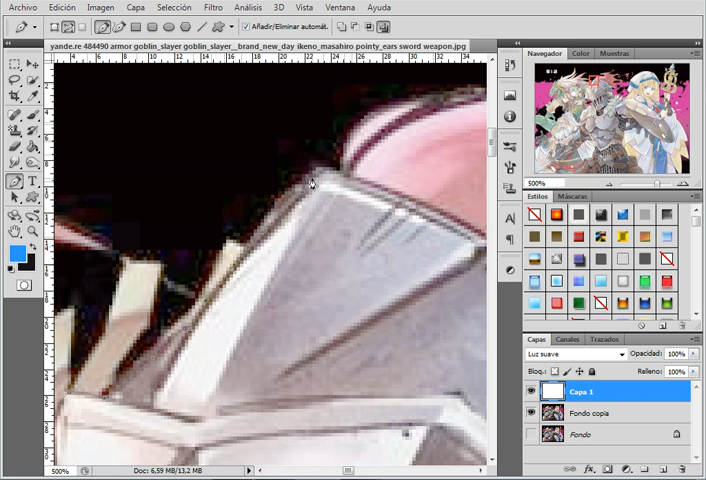 Archivo Edición Imagen Capa Selección Filtro Análisis 3D Vista Ventana Ayuda
Añadir/Eliminar automát.
yande.re 484490 armor goblin_slayer goblin_slayer__brand_new_day ikeno_masahiro pointy_ears sword weapon.jpg
Navegador Color Muestras
500%
Estilos Máscaras
Capas Canales Trazados
Luz suave Opacidad: 100%
Bloq.: Relleno: 100%
Capa 1
Fondo copia
Fondo
500% Doc: 6,59 MB/13,2 MB